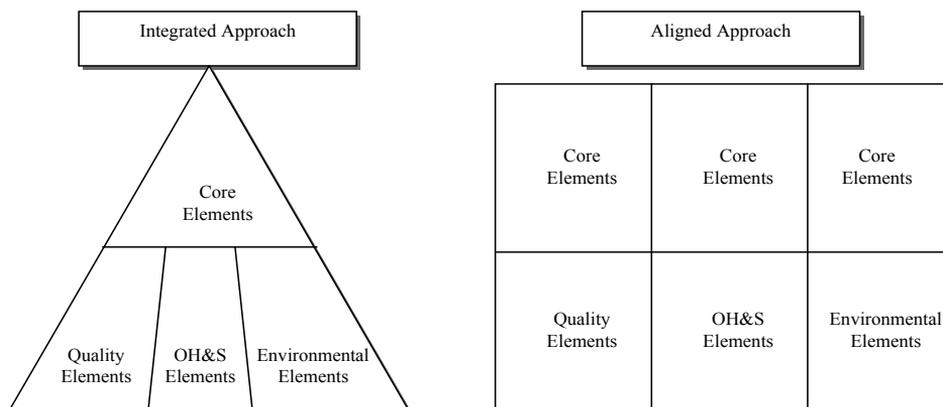 Integrated Approach
Core
Elements
Quality
Elements
OH&S
Elements
Environmental
Elements
Aligned Approach
Core
Elements
Core
Elements
Core
Elements
Quality
Elements
OH&S
Elements
Environmental
Elements